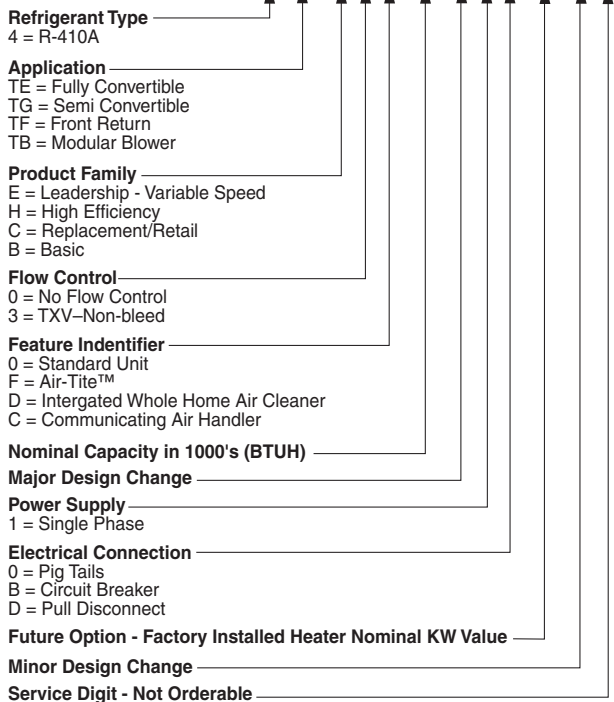 Refrigerant Type
4 = R-410A
Application
TE = Fully Convertible
TG = Semi Convertible
TF = Front Return
TB = Modular Blower
Product Family
E = Leadership - Variable Speed
H = High Efficiency
C = Replacement/Retail
B = Basic
Flow Control
0 = No Flow Control
3 = TXV–Non-bleed
Feature Indentifier
0 = Standard Unit
F = Air-Tite™
D = Intergated Whole Home Air Cleaner
C = Communicating Air Handler
Nominal Capacity in 1000's (BTUH)
Major Design Change
Power Supply
1 = Single Phase
Electrical Connection
0 = Pig Tails
B = Circuit Breaker
D = Pull Disconnect
Future Option - Factory Installed Heater Nominal KW Value
Minor Design Change
Service Digit - Not Orderable